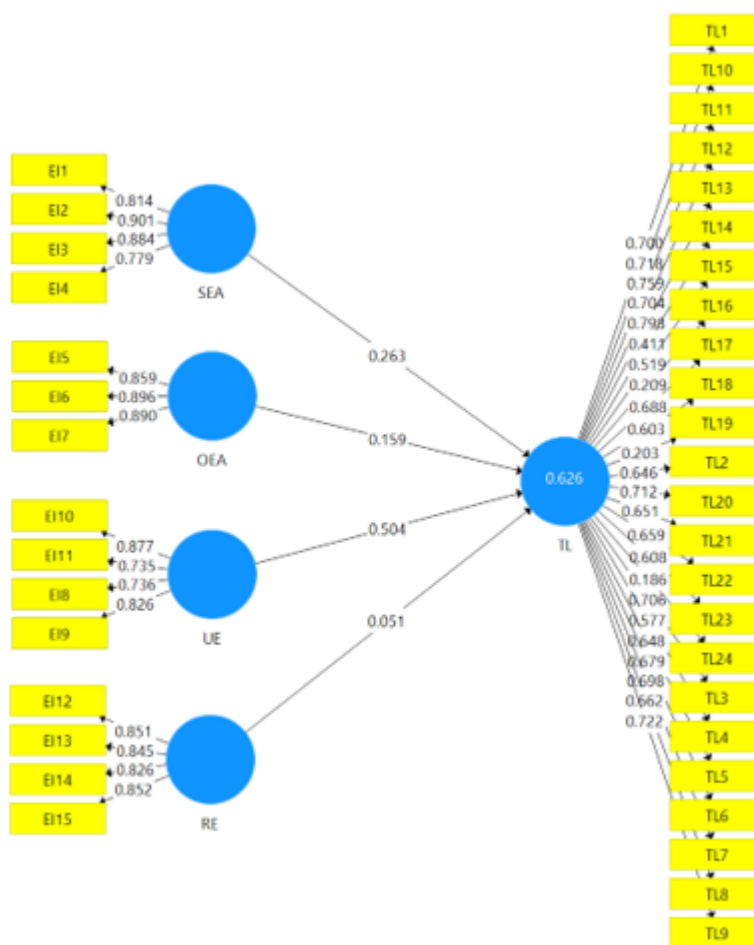 EI1
EI2
EI3
EI4
0.814
0.901
0.884
0.779
SEA
EI5
EI6
EI7
0.859
0.896
0.890
OEA
EI10
EI11
EI8
EI9
0.877
0.735
0.736
0.826
UE
EI12
EI13
EI14
EI15
0.851
0.845
0.826
0.852
RE
0.263
0.159
0.504
0.051
0.626
TL
0.700
0.718
0.759
0.704
0.798
0.411
0.519
0.209
0.688
0.603
0.203
0.646
0.712
0.651
0.659
0.608
0.186
0.706
0.577
0.648
0.679
0.698
0.662
0.722
TL1
TL10
TL11
TL12
TL13
TL14
TL15
TL16
TL17
TL18
TL19
TL2
TL20
TL21
TL22
TL23
TL24
TL3
TL4
TL5
TL6
TL7
TL8
TL9